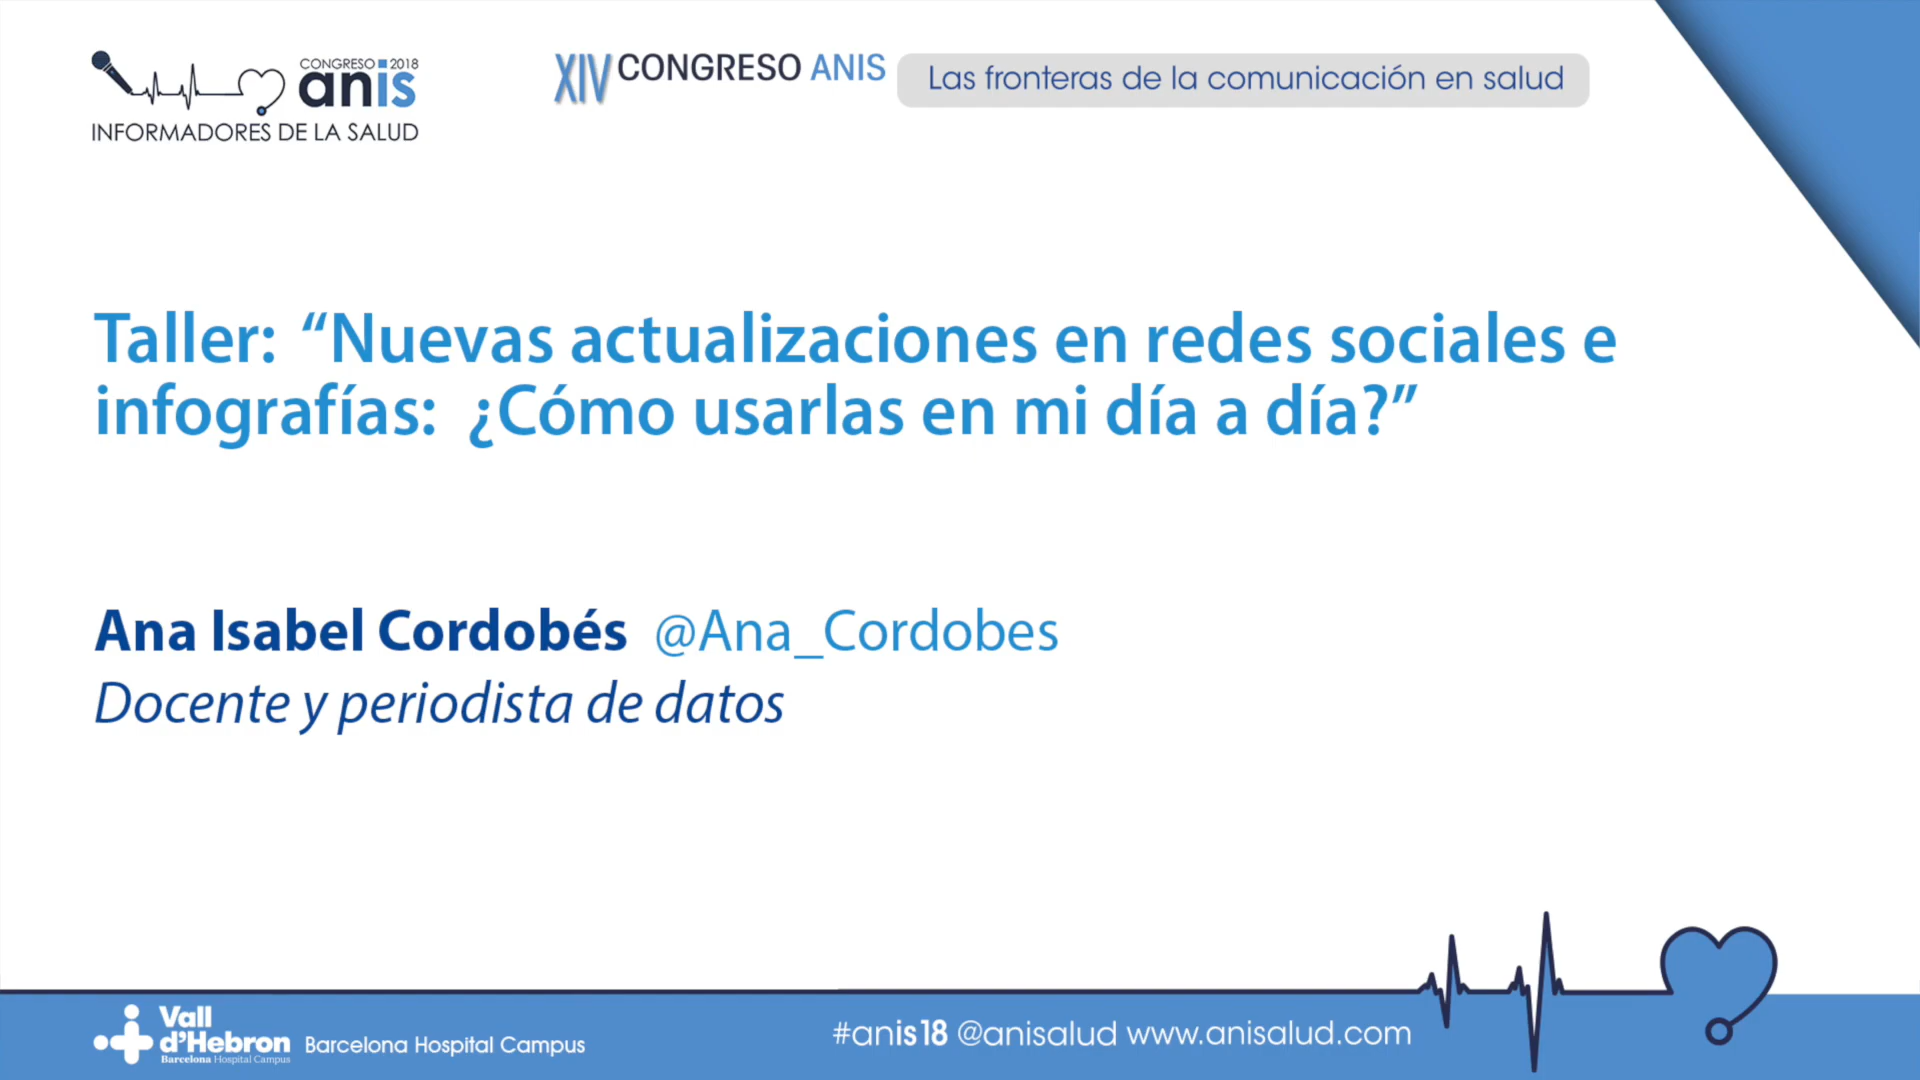 CONGRESO 2018
anis
INFORMADORES DE LA SALUD
XIV CONGRESO ANIS
Las fronteras de la comunicación en salud
Taller: “Nuevas actualizaciones en redes sociales e
infografías: ¿Cómo usarlas en mi día a día?”
Ana Isabel Cordobés @Ana_Cordobes
Docente y periodista de datos
Vall
d'Hebron
Barcelona Hospital Campus
Barcelona Hospital Campus
#anis18 @anisalud www.anisalud.com